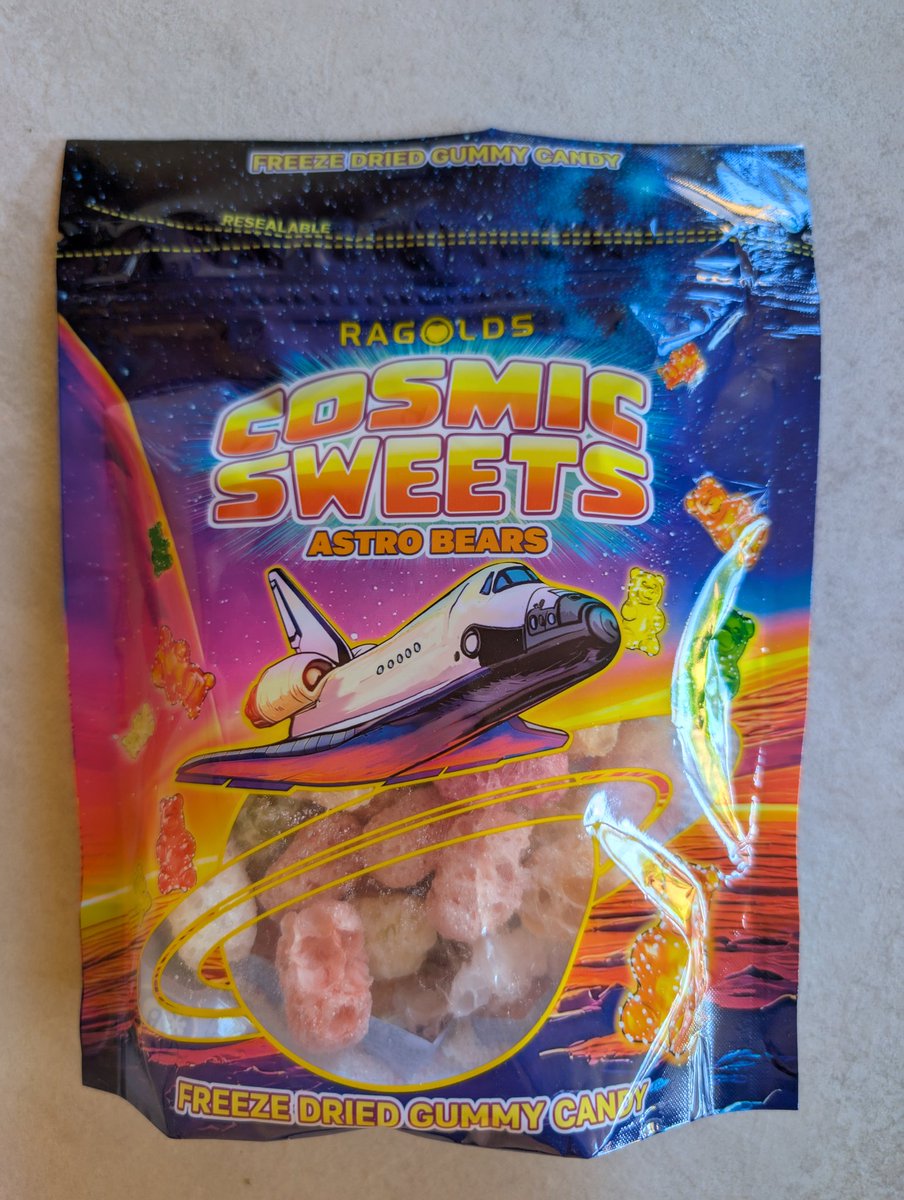 FREEZE DRIED GUMMY CANDY
RESEALABLE
RAGOLDS
COSMIC
SWEETS
ASTRO BEARS
FREEZE DRIED GUMMY CANDY